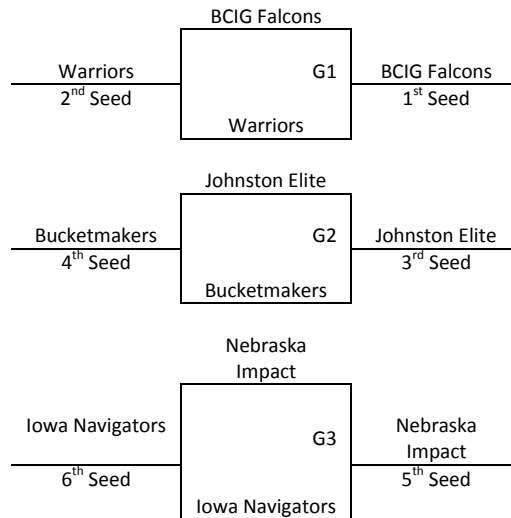 BCIG Falcons
Warriors
G1
BCIG Falcons
2nd Seed
1st Seed
Warriors
Johnston Elite
Bucketmakers
G2
Johnston Elite
4th Seed
3rd Seed
Bucketmakers
Nebraska
Impact
Iowa Navigators
G3
Nebraska
Impact
6th Seed
5th Seed
Iowa Navigators